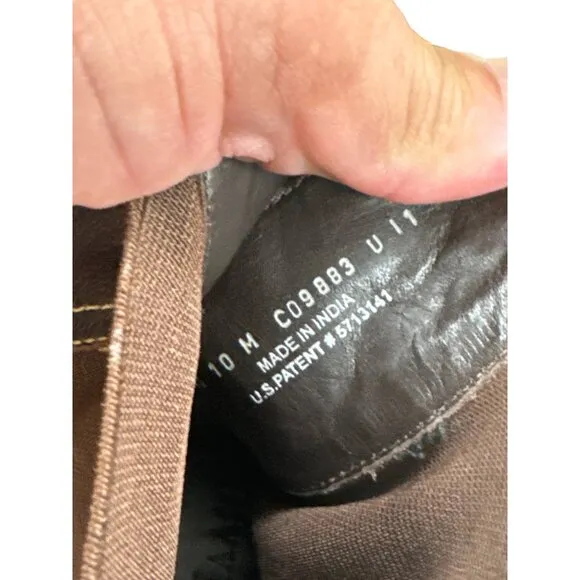 10 M C09883 U 11
MADE IN INDIA
U.S.PATENT # 5713141